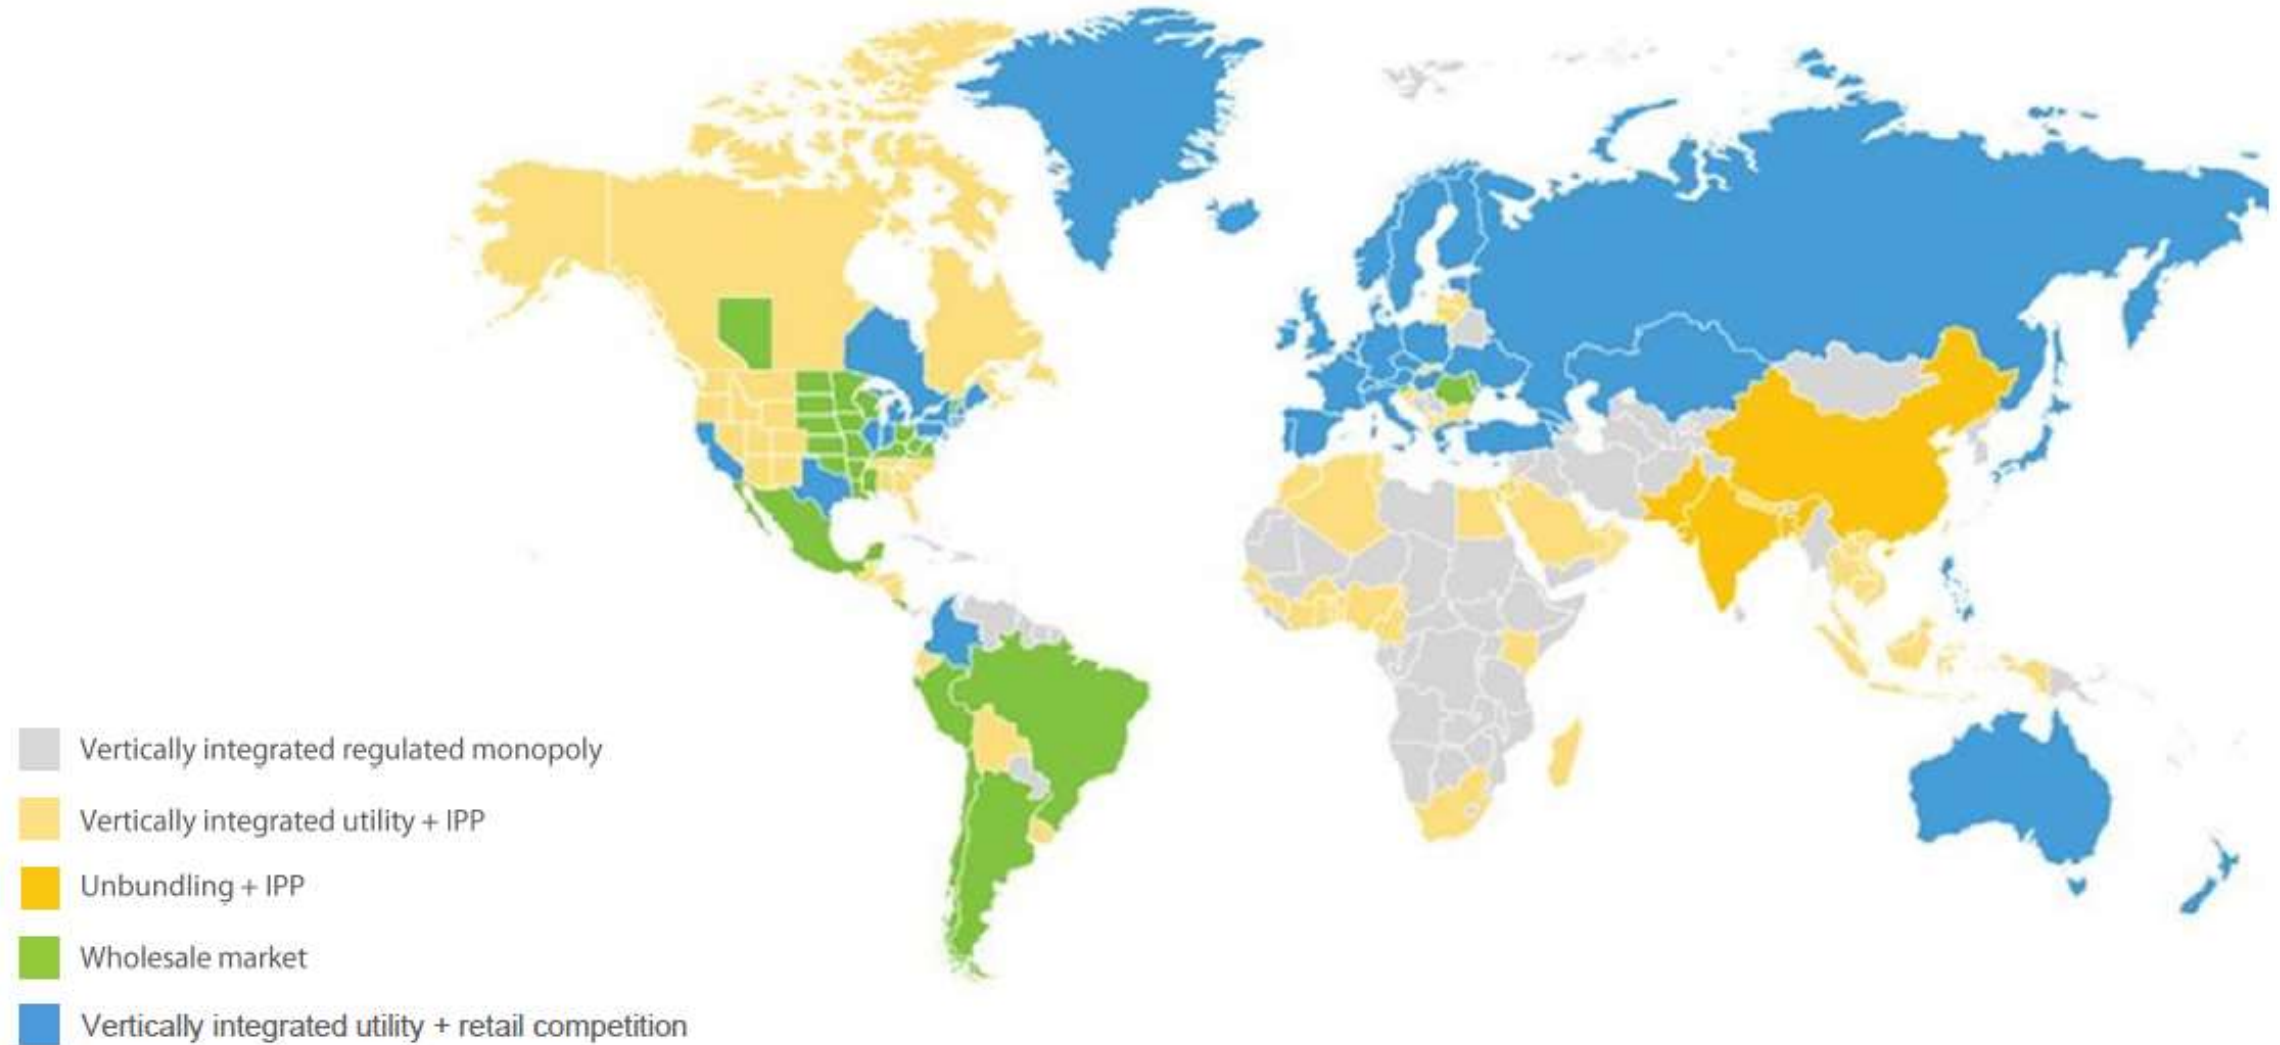 Vertically integrated regulated monopoly
Vertically integrated utility + IPP
Unbundling + IPP
Wholesale market
Vertically integrated utility + retail competition